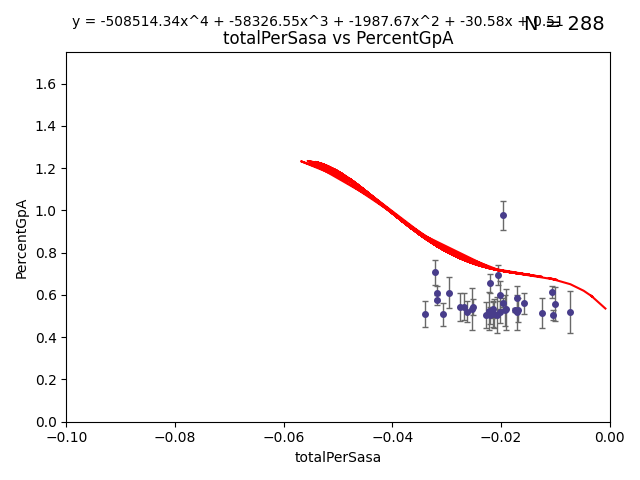 y = -508514.34x^4 + -58326.55x^3 + -1987.67x^2 + -30.58x + 0.51
N = 288
totalPerSasa vs PercentGpA
PercentGpA
1.6
1.4
1.2
1.0
0.8
0.6
0.4
0.2
0.0
−0.10 −0.08 −0.06 −0.04 −0.02 0.00
totalPerSasa